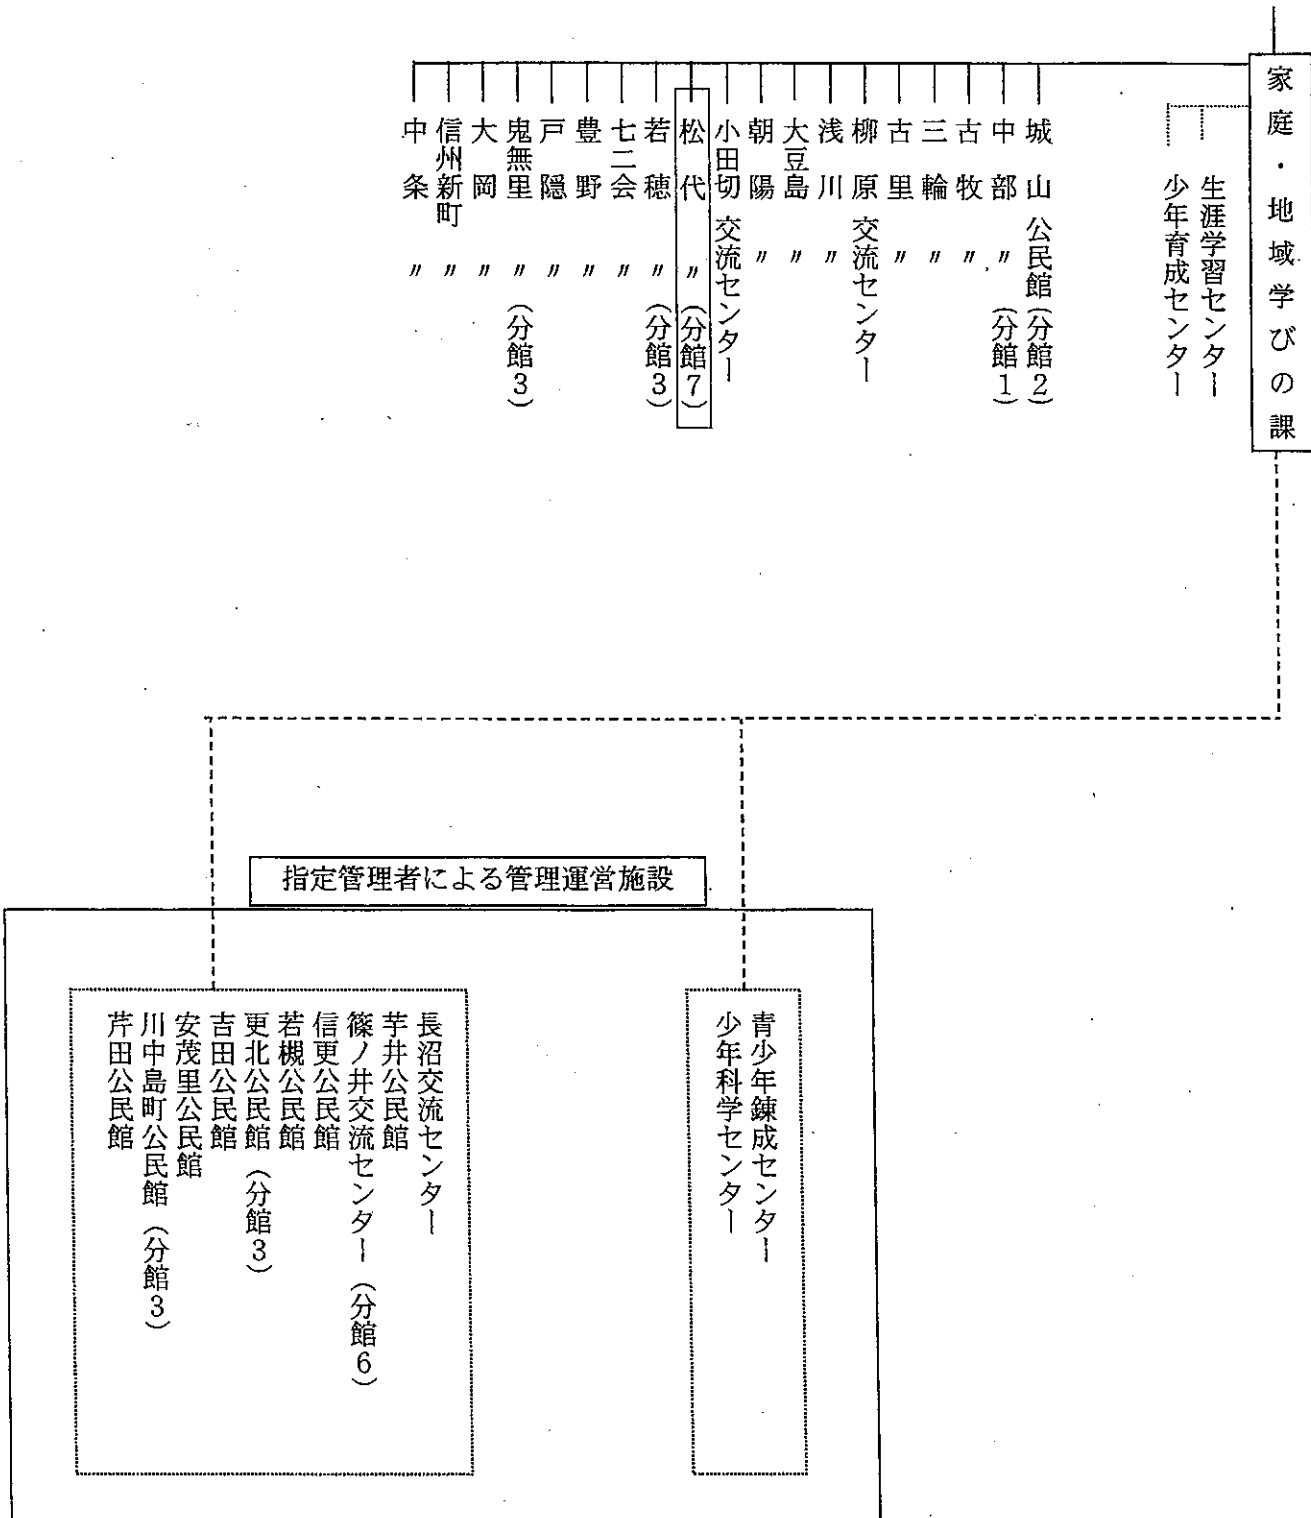 家庭・地域学びの課
生涯学習センター
少年育成センター
城山公民館(分館2)
中部 〃 (分館1)
古牧 〃
三輪 〃
古里 〃
柳原交流センター
浅川 〃
大豆島 〃
朝陽 〃
小田切交流センター
松代 〃 (分館7)
若穂 〃 (分館3)
七二会 〃
豊野 〃
戸隠 〃
鬼無里 〃 (分館3)
大岡 〃
信州新町 〃
中条 〃
指定管理者による管理運営施設
青少年錬成センター
少年科学センター
長沼交流センター
芋井公民館
篠ノ井交流センター(分館6)
信更公民館
若槻公民館
更北公民館(分館3)
吉田公民館
安茂里公民館
川中島町公民館(分館3)
芹田公民館